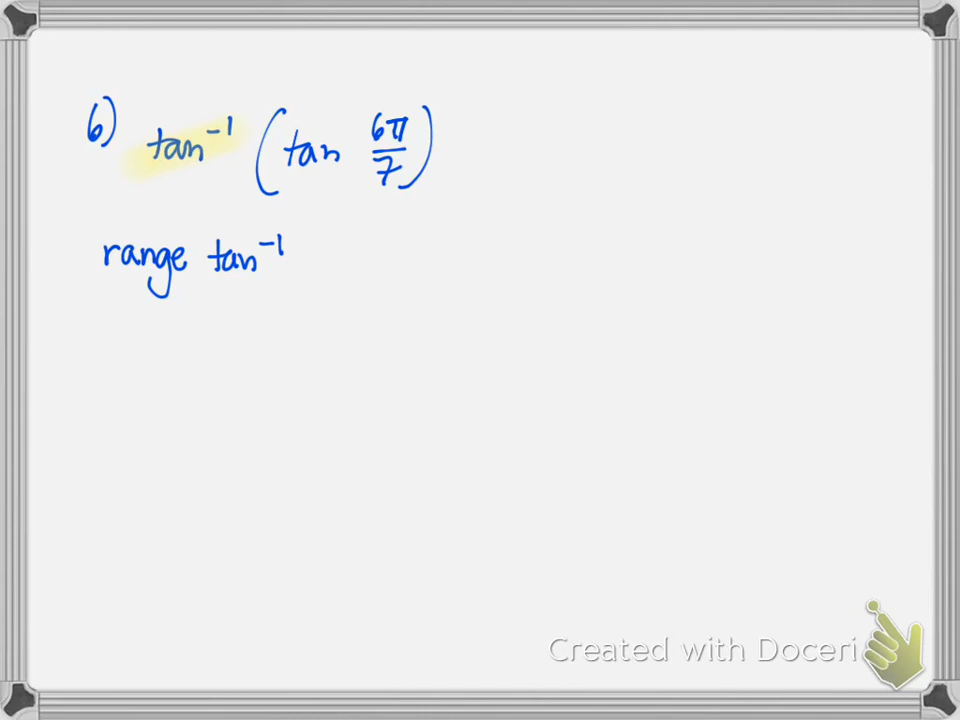 6) tan⁻¹ (tan 6π/7)
range tan⁻¹
Created with Doceri